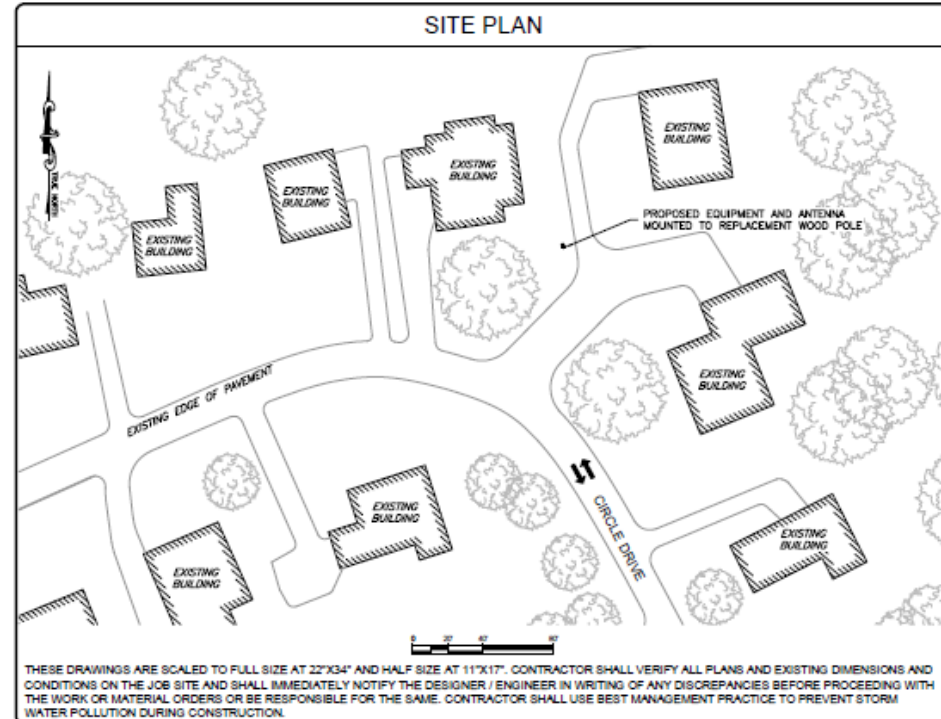 SITE PLAN
TRUE NORTH
EXISTING
BUILDING
EXISTING
BUILDING
EXISTING
BUILDING
EXISTING
BUILDING
PROPOSED EQUIPMENT AND ANTENNA
MOUNTED TO REPLACEMENT WOOD POLE
EXISTING
BUILDING
EXISTING EDGE OF PAVEMENT
EXISTING
BUILDING
CIRCLE DRIVE
EXISTING
BUILDING
EXISTING
BUILDING
0
THESE DRAWINGS ARE SCALED TO FULL SIZE AT 22"X34" AND HALF SIZE AT 11"X17". CONTRACTOR SHALL VERIFY ALL PLANS AND EXISTING DIMENSIONS AND
CONDITIONS ON THE JOB SITE AND SHALL IMMEDIATELY NOTIFY THE DESIGNER / ENGINEER IN WRITING OF ANY DISCREPANCIES BEFORE PROCEEDING WITH
THE WORK OR MATERIAL ORDERS OR BE RESPONSIBLE FOR THE SAME. CONTRACTOR SHALL USE BEST MANAGEMENT PRACTICE TO PREVENT STORM
WATER POLLUTION DURING CONSTRUCTION.